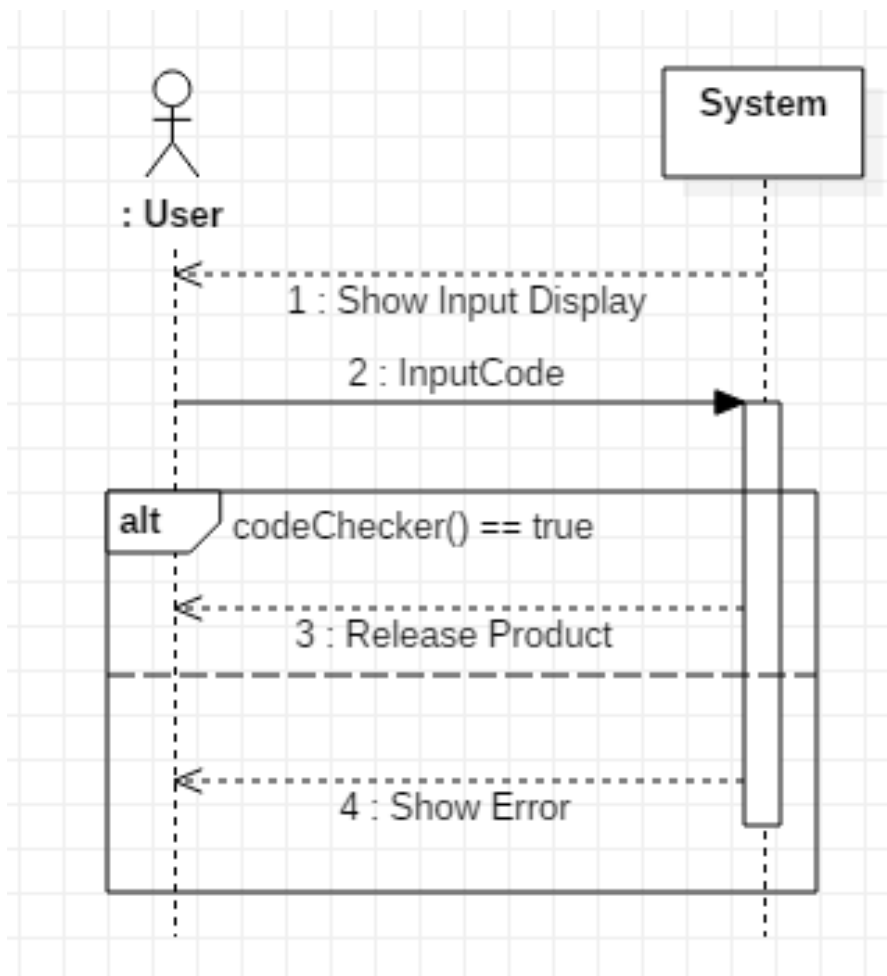 System
: User
1 : Show Input Display
2 : InputCode
alt
codeChecker() == true
3 : Release Product
4 : Show Error